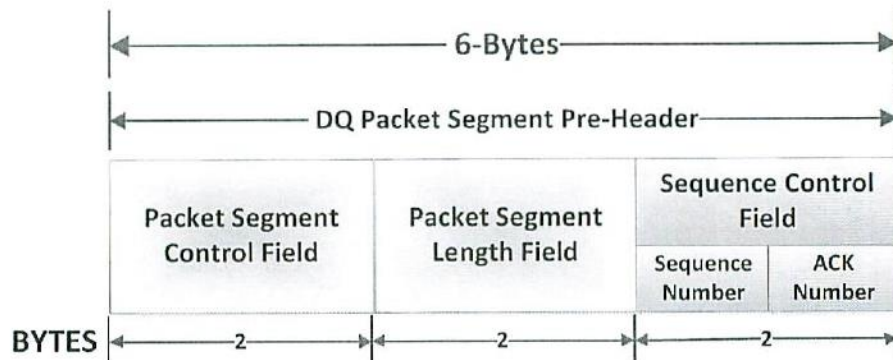 6-Bytes
DQ Packet Segment Pre-Header
Packet Segment
Control Field
Packet Segment
Length Field
Sequence Control
Field
Sequence
Number
ACK
Number
BYTES
2
2
2